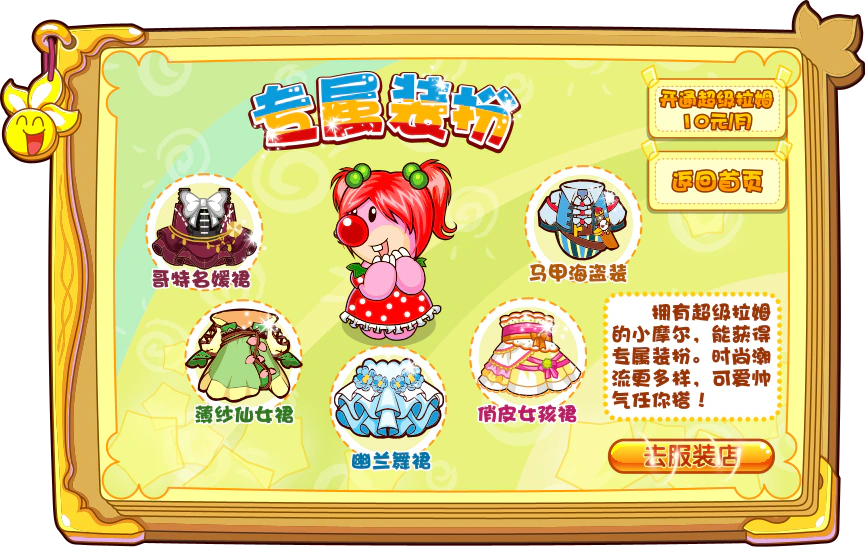 专属装扮
开通超级拉姆
10元/月
返回首页
哥特名媛裙
马甲海盗装
薄纱仙女裙
俏皮女孩裙
幽兰舞裙
拥有超级拉姆
的小摩尔，能获得
专属装扮。时尚潮
流更多样，可爱帅
气任你搭！
去服装店